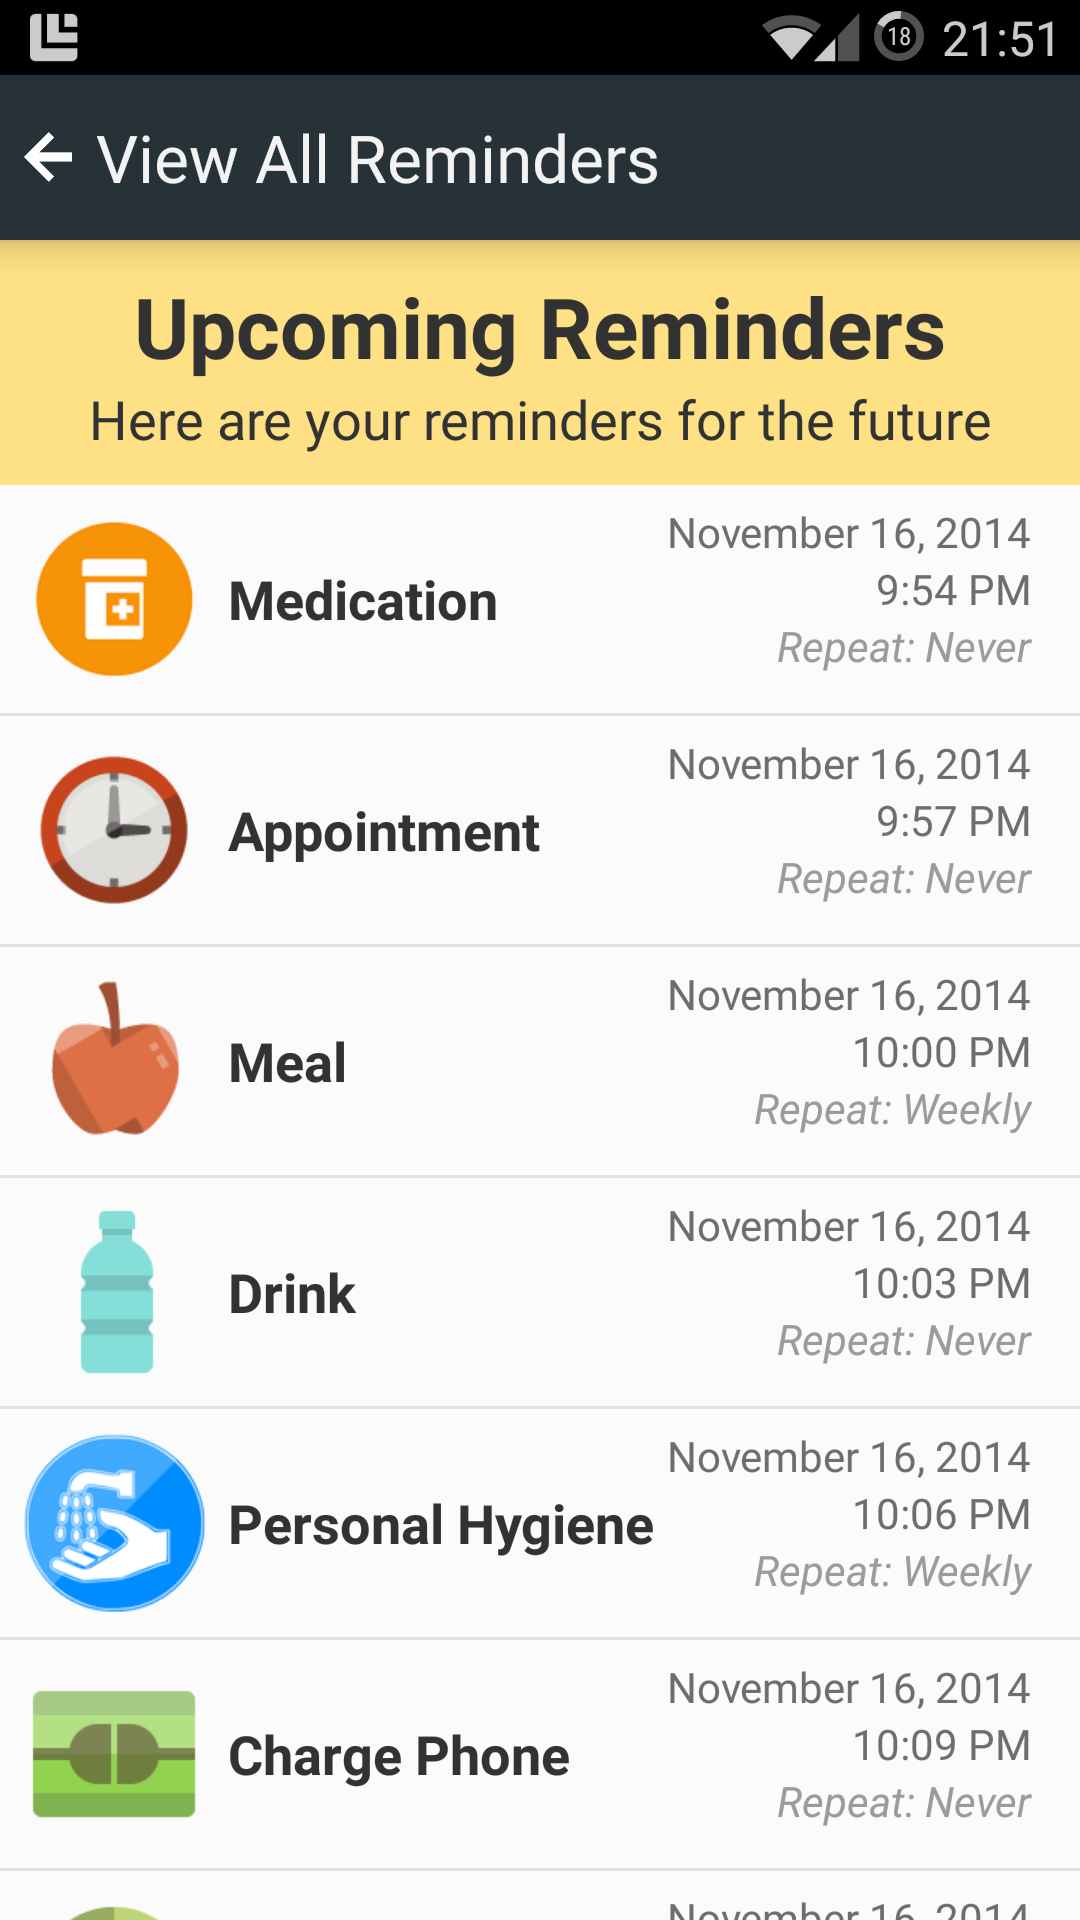 18 21:51
View All Reminders
Upcoming Reminders
Here are your reminders for the future
November 16, 2014
Medication
9:54 PM
Repeat: Never
November 16, 2014
Appointment
9:57 PM
Repeat: Never
November 16, 2014
Meal
10:00 PM
Repeat: Weekly
November 16, 2014
Drink
10:03 PM
Repeat: Never
November 16, 2014
Personal Hygiene
10:06 PM
Repeat: Weekly
November 16, 2014
Charge Phone
10:09 PM
Repeat: Never
November 16, 2014